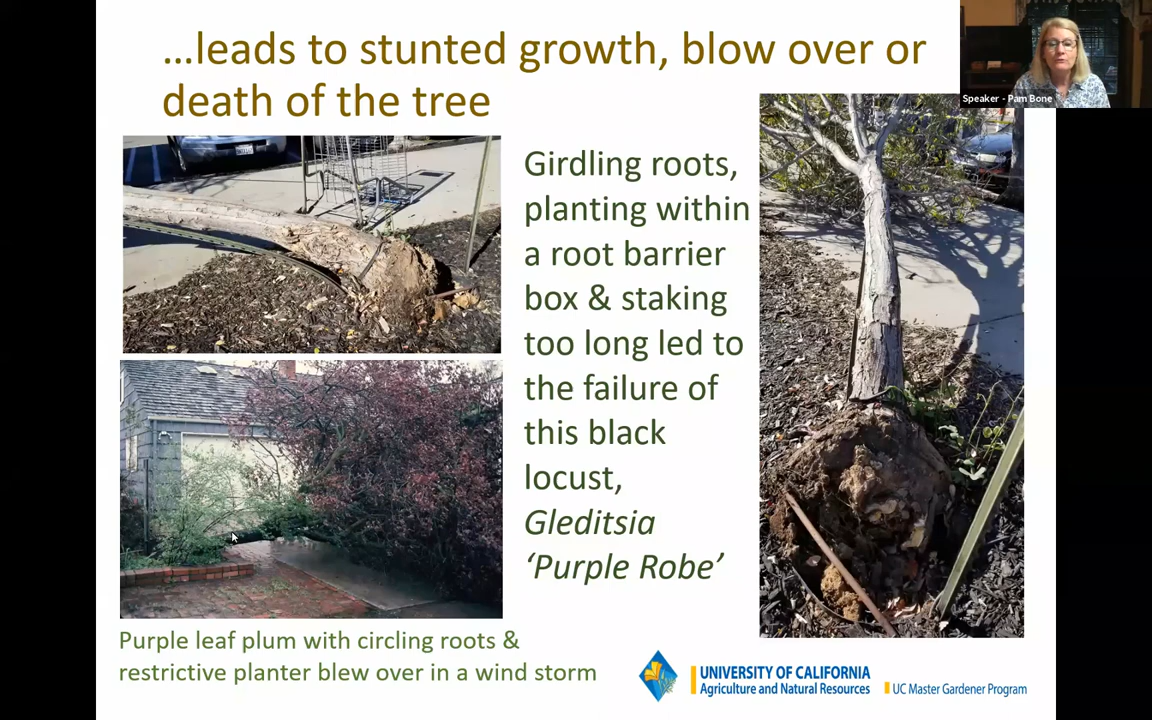 ...leads to stunted growth, blow over or
death of the tree
Speaker - Pam Bone
Girdling roots,
planting within
a root barrier
box & staking
too long led to
the failure of
this black
locust,
Gleditsia
‘Purple Robe’
Purple leaf plum with circling roots &
restrictive planter blew over in a wind storm
UNIVERSITY OF CALIFORNIA
Agriculture and Natural Resources
UC Master Gardener Program